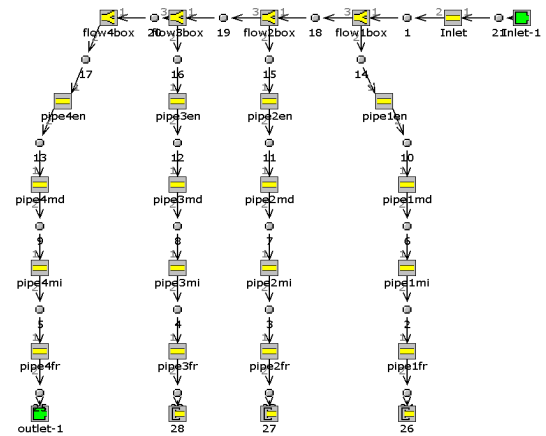 flow4box 20 flow3box 19 flow2box 18 flow1box 1 Inlet 21 Inlet-1
17 16 15 14
pipe4en pipe3en pipe2en pipe1en
13 12 11 10
pipe4md pipe3md pipe2md pipe1md
9 8 7 6
pipe4mi pipe3mi pipe2mi pipe1mi
5 4 3 2
pipe4fr pipe3fr pipe2fr pipe1fr
outlet-1 28 27 26